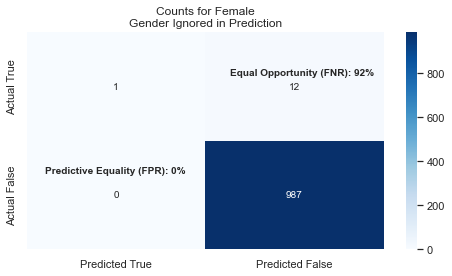 Counts for Female
Gender Ignored in Prediction
Actual True
1
Equal Opportunity (FNR): 92%
12
Actual False
Predictive Equality (FPR): 0%
0
987
Predicted True
Predicted False
800
600
400
200
0